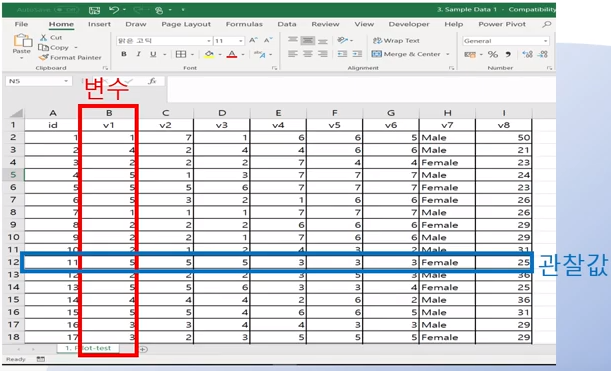 AutoSave Off 3. Sample Data 1 - Compatibility
File Home Insert Draw Page Layout Formulas Data Review View Developer Help Power Pivot
Paste
Cut
Copy
Format Painter
Clipboard
맑은 고딕 11
B I U
Font
Wrap Text
Merge & Center
Alignment
General
Number
변수
N5 fx
A B C D E F G H I
1 id v1 v2 v3 v4 v5 v6 v7 v8
2 1 1 7 1 6 6 5 Male 50
3 2 4 2 4 4 6 4 Male 21
4 3 2 2 2 7 4 4 Female 23
5 4 5 1 3 7 7 7 Male 24
6 5 5 5 6 7 7 7 Female 23
7 6 5 3 2 1 6 6 Female 26
8 7 1 1 1 7 7 7 Male 26
9 8 2 2 2 6 6 6 Female 29
10 9 2 2 1 7 6 6 Male 29
11 10 2 1 2 4 3 2 Male 31
12 11 5 5 5 3 3 3 Female 25
관찰값
13 12 2 2 3 5 3 Male 36
14 13 5 5 6 3 3 4 Female 25
15 14 4 4 4 2 6 2 Male 36
16 15 5 5 4 6 5 6 Male 31
17 16 3 3 4 4 3 3 Male 29
18 17 3 2 3 5 5 5 Female 29
1. Pilot-test
Ready